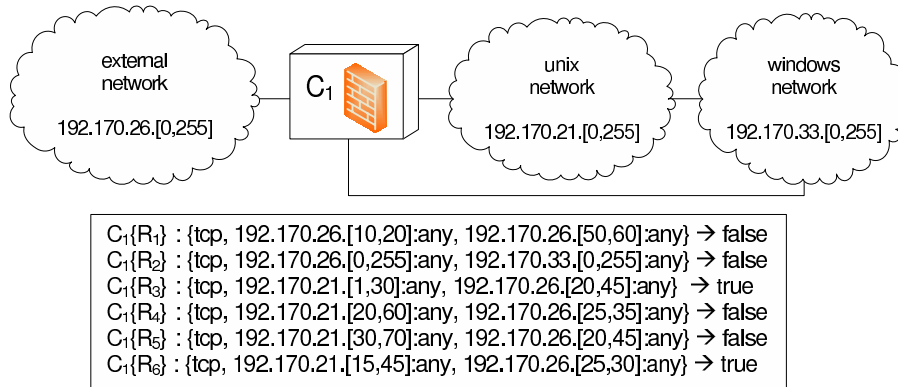 external
network
192.170.26.[0,255]
C₁
unix
network
192.170.21.[0,255]
windows
network
192.170.33.[0,255]
C₁{R₁} : {tcp, 192.170.26.[10,20]:any, 192.170.26.[50,60]:any} → false
C₁{R₂} : {tcp, 192.170.26.[0,255]:any, 192.170.33.[0,255]:any} → false
C₁{R₃} : {tcp, 192.170.21.[1,30]:any, 192.170.26.[20,45]:any} → true
C₁{R₄} : {tcp, 192.170.21.[20,60]:any, 192.170.26.[25,35]:any} → false
C₁{R₅} : {tcp, 192.170.21.[30,70]:any, 192.170.26.[20,45]:any} → false
C₁{R₆} : {tcp, 192.170.21.[15,45]:any, 192.170.26.[25,30]:any} → true